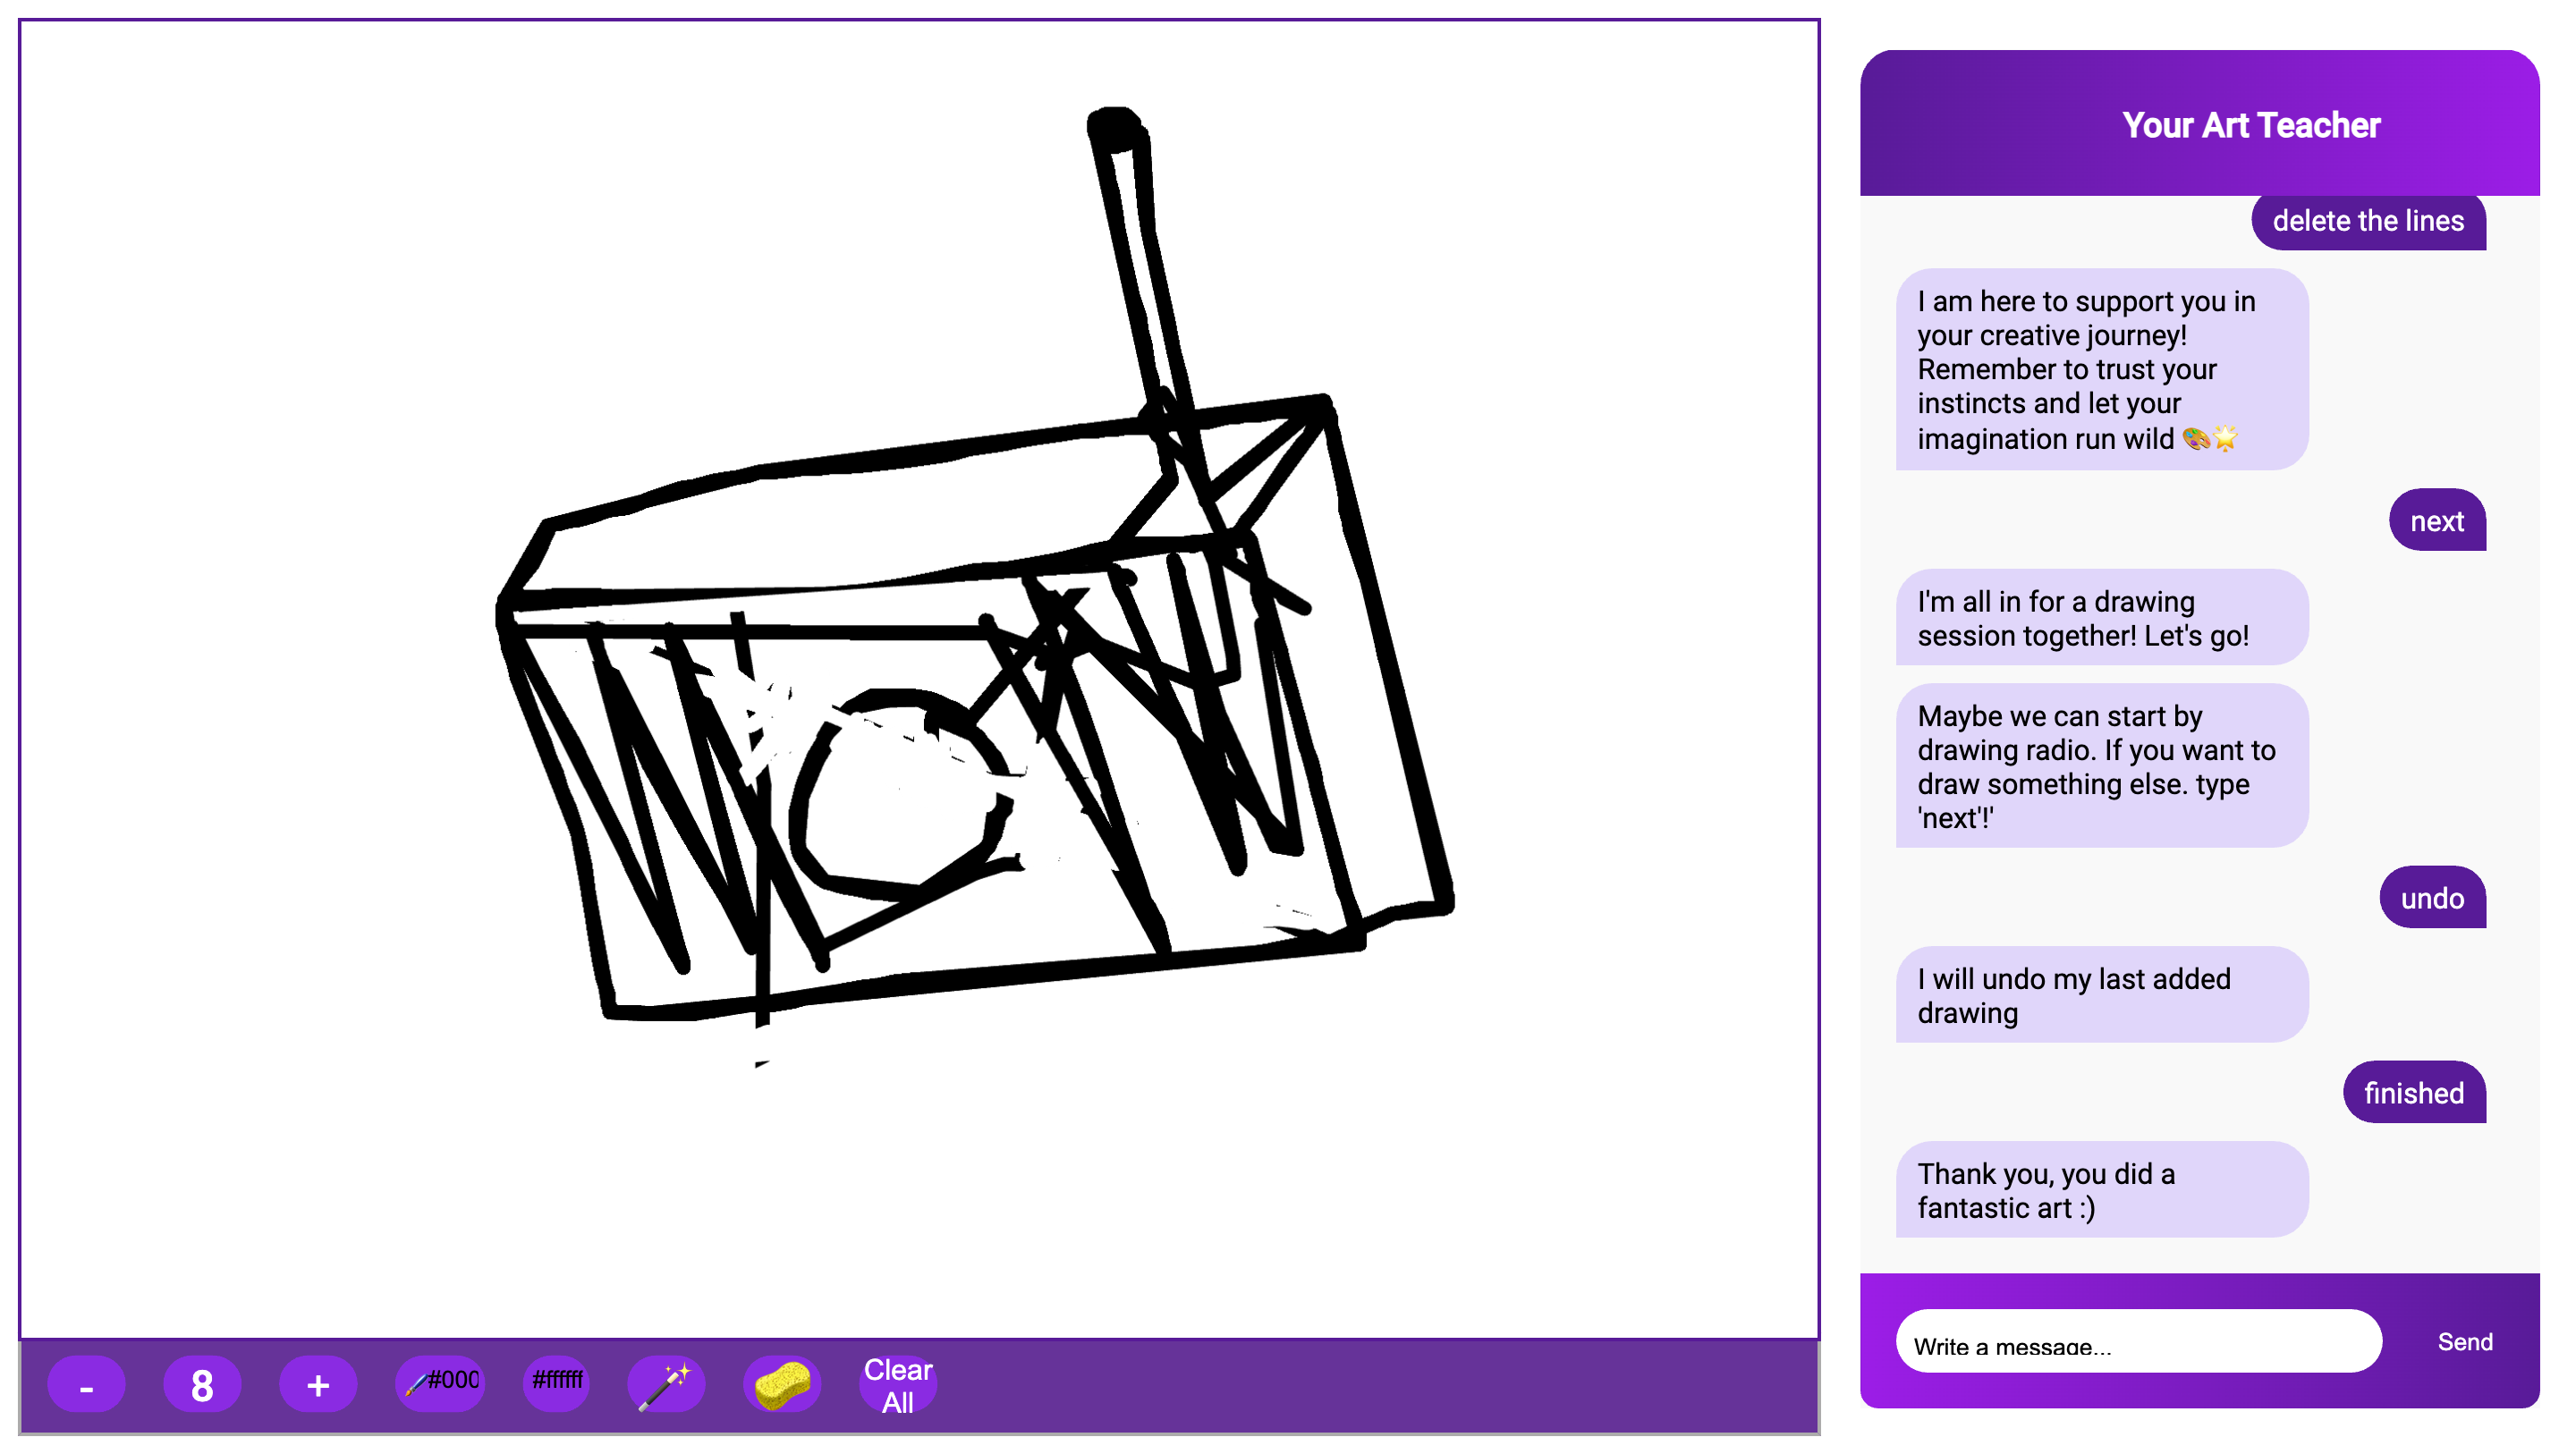 Your Art Teacher
delete the lines
I am here to support you in
your creative journey!
Remember to trust your
instincts and let your
imagination run wild 🎨🌟
next
I'm all in for a drawing
session together! Let's go!
Maybe we can start by
drawing radio. If you want to
draw something else. type
'next'!'
undo
I will undo my last added
drawing
finished
Thank you, you did a
fantastic art :)
Write a message...
Send
- 8 + #000 #ffffff Clear
All